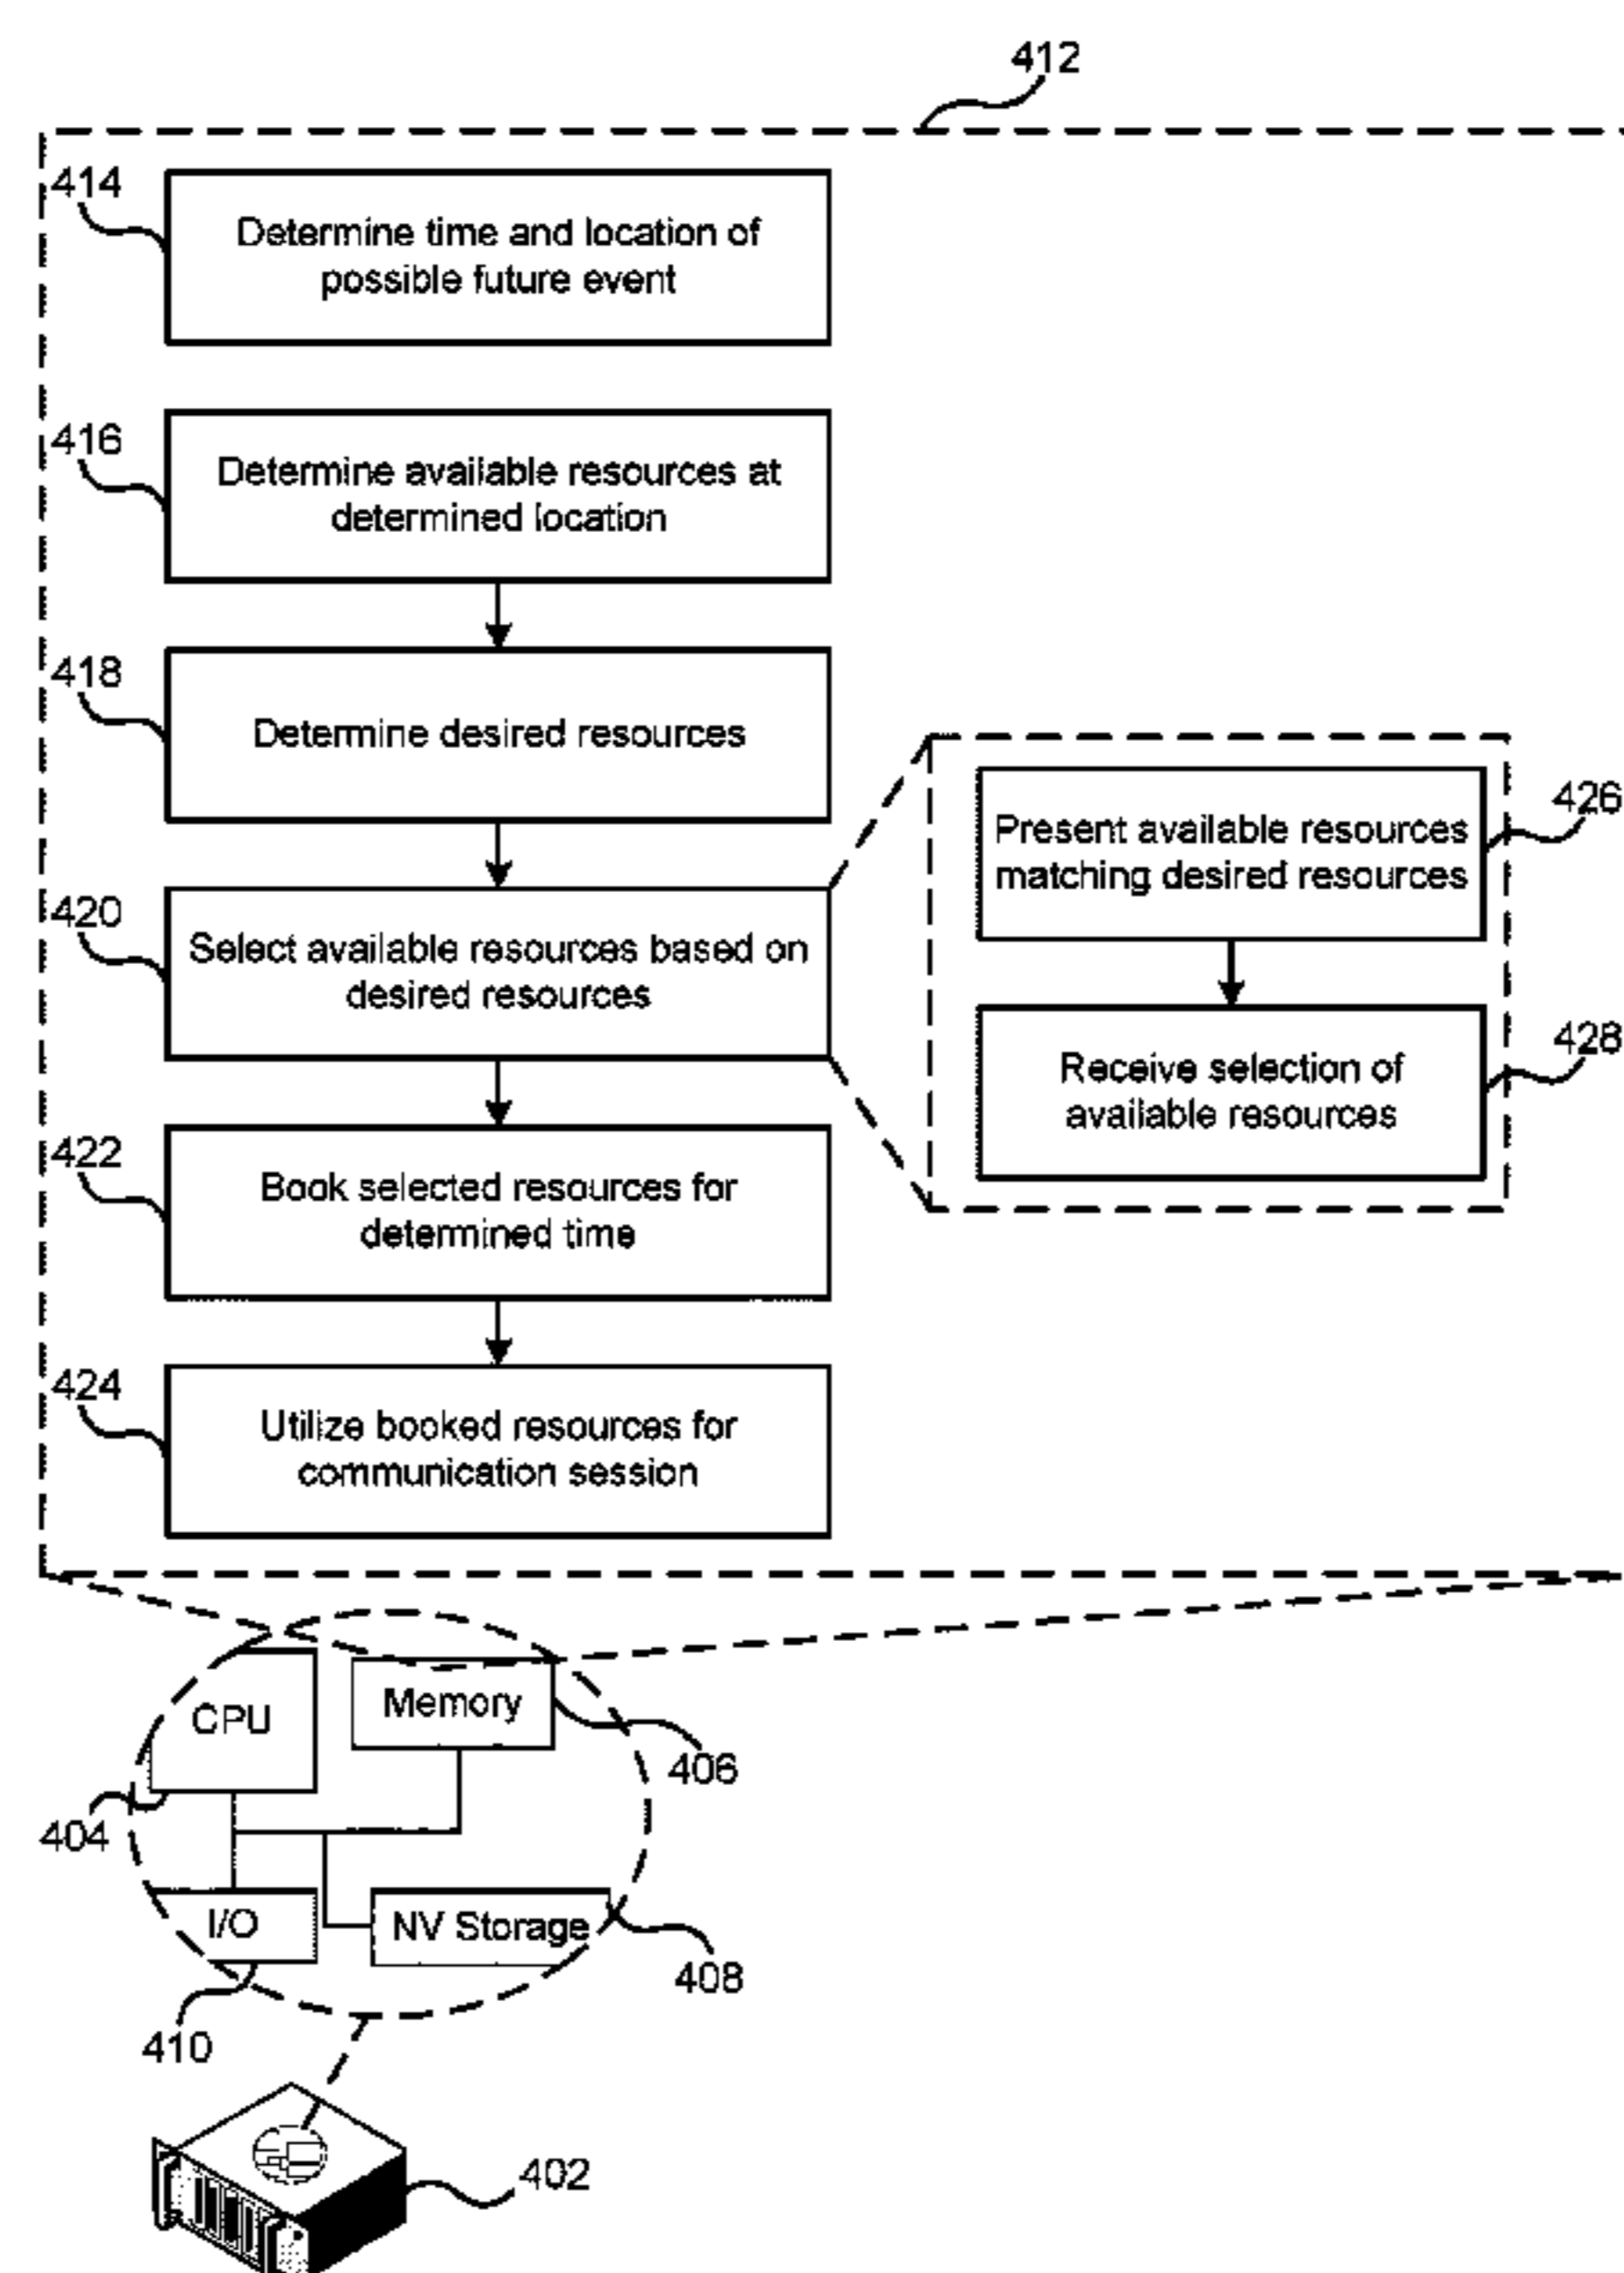 412
414
Determine time and location of
possible future event
416
Determine available resources at
determined location
418
Determine desired resources
420
Select available resources based on
desired resources
426
Present available resources
matching desired resources
428
Receive selection of
available resources
422
Book selected resources for
determined time
424
Utilize booked resources for
communication session
CPU
Memory
406
404
I/O
NV Storage
408
410
402